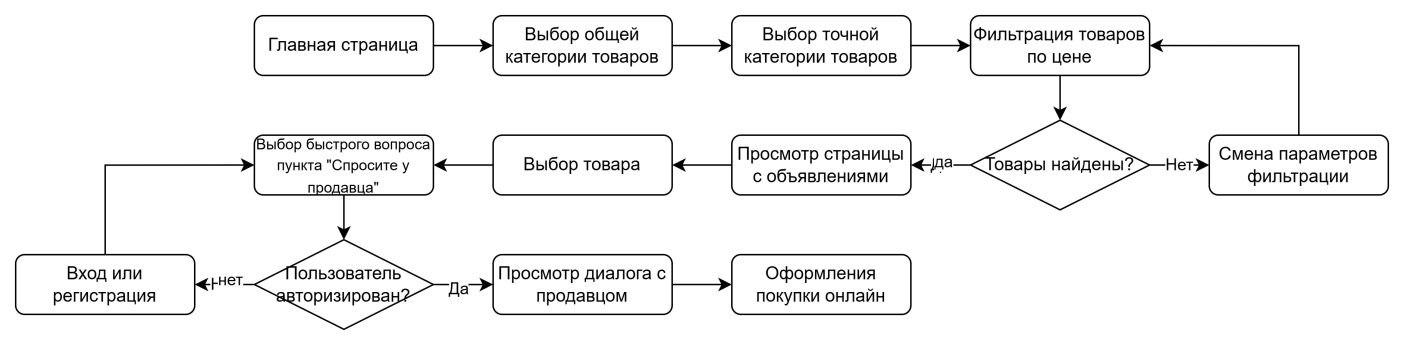 Главная страница
Выбор общей
категории товаров
Выбор точной
категории товаров
Фильтрация товаров
по цене
Товары найдены?
Нет
Смена параметров
фильтрации
да
Просмотр страницы
с объявлениями
Выбор товара
Выбор быстрого вопроса
пункта "Спросите у
продавца"
Пользователь
авторизирован?
нет
Вход или
регистрация
Да
Просмотр диалога с
продавцом
Оформления
покупки онлайн